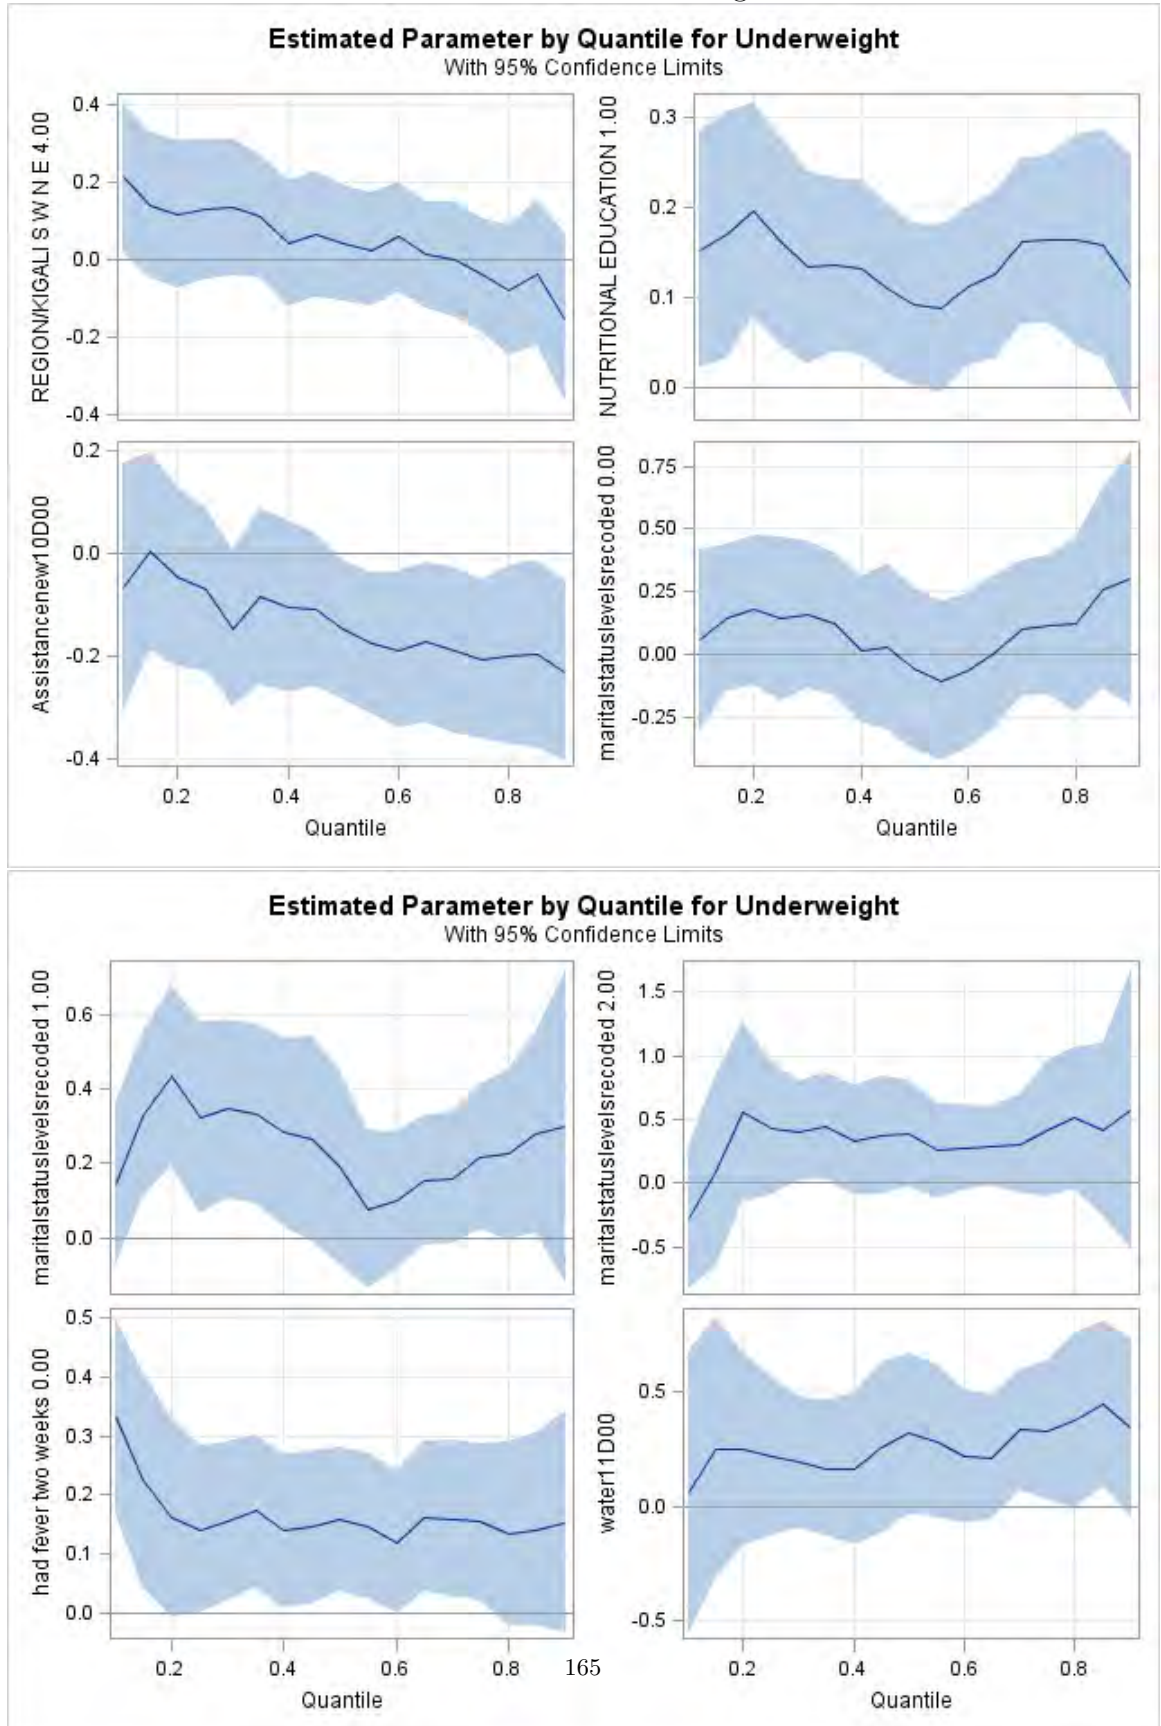 Estimated Parameter by Quantile for Underweight
With 95% Confidence Limits
REGION/KIGALI S W N E 4.00
0.4
0.2
0.0
-0.2
-0.4
NUTRITIONAL EDUCATION 1.00
0.3
0.2
0.1
0.0
Assistancenew10D00
0.2
0.0
-0.2
-0.4
0.2 0.4 0.6 0.8
Quantile
maritalstatuslevelsrecoded 0.00
0.75
0.50
0.25
0.00
-0.25
0.2 0.4 0.6 0.8
Quantile
Estimated Parameter by Quantile for Underweight
With 95% Confidence Limits
maritalstatuslevelsrecoded 1.00
0.6
0.4
0.2
0.0
maritalstatuslevelsrecoded 2.00
1.5
1.0
0.5
0.0
-0.5
had fever two weeks 0.00
0.5
0.4
0.3
0.2
0.1
0.0
0.2 0.4 0.6 0.8
Quantile
water11D00
0.5
0.0
-0.5
0.2 0.4 0.6 0.8
Quantile
165